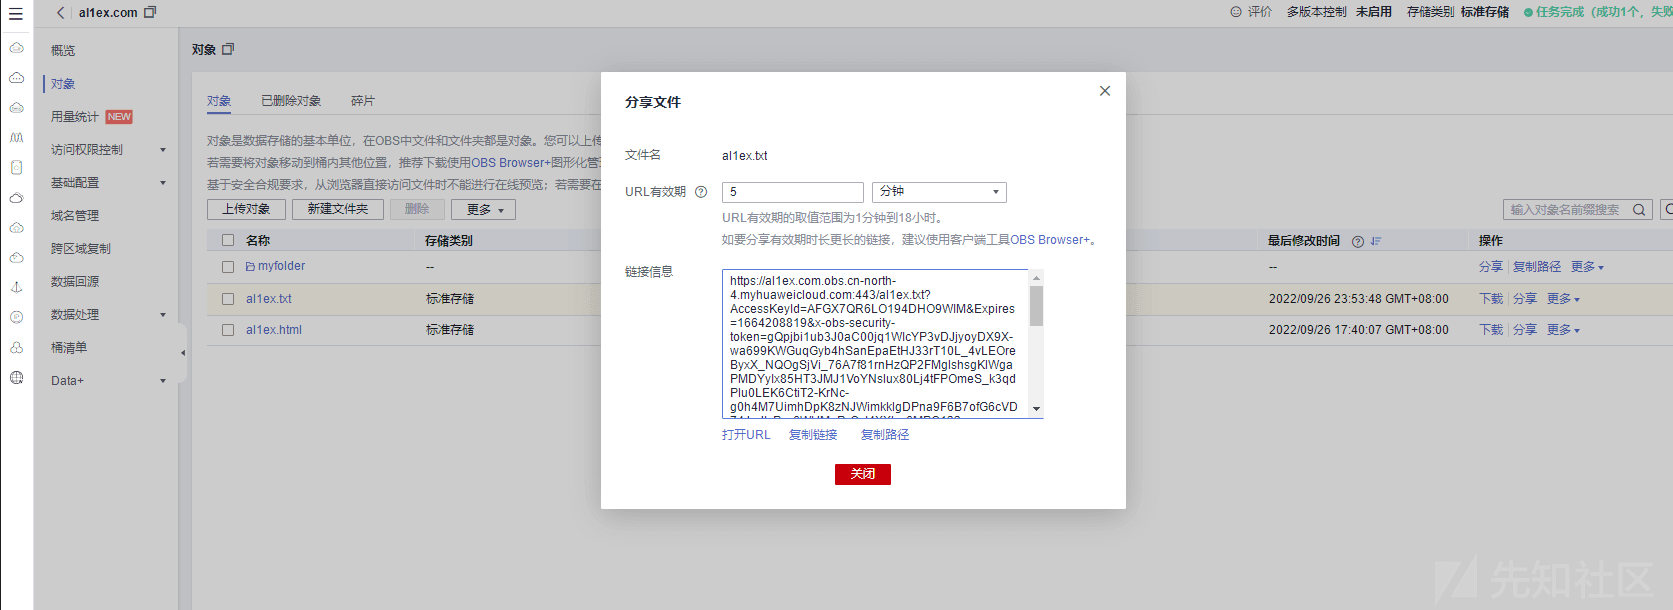 al1ex.com
评价 多版本控制 未启用 存储类别 标准存储 任务完成（成功1个，失败
概览
对象
用量统计 NEW
访问权限控制
基础配置
域名管理
跨区域复制
数据回源
数据处理
桶清单
Data+
对象
对象 已删除对象 碎片
对象是数据存储的基本单位，在OBS中文件和文件夹都是对象。您可以上传
若需要将对象移动到桶内其他位置，推荐下载使用OBS Browser+图形化管
基于安全合规要求，从浏览器直接访问文件时不能进行在线预览；若需要在
上传对象 新建文件夹 删除 更多
输入对象名前缀搜索
名称 存储类别 最后修改时间 操作
myfolder -- -- 分享 复制路径 更多
al1ex.txt 标准存储 2022/09/26 23:53:48 GMT+08:00 下载 分享 更多
al1ex.html 标准存储 2022/09/26 17:40:07 GMT+08:00 下载 分享 更多
分享文件
文件名 al1ex.txt
URL有效期 5 分钟
URL有效期的取值范围为1分钟到18小时。
如要分享有效期时长更长的链接，建议使用客户端工具OBS Browser+。
链接信息
https://al1ex.com.obs.cn-north-
4.myhuaweicloud.com:443/al1ex.txt?
AccessKeyId=AFGX7QR6LO194DHO9WIM&Expires
=1664208819&x-obs-security-
token=gQpjbi1ub3J0aC00jq1WlcYP3vDJjyoyDX9X-
wa699KWGuqGyb4hSanEpaEtHJ33rT10L_4vLEOre
ByxX_NQOgSjVi_76A7f81rnHzQP2FMglshsgKlWga
PMDYylx85HT3JMJ1VoYNslux80Lj4tFPOmeS_k3qd
Plu0LEK6CtiT2-KrNc-
g0h4M7UimhDpK8zNJWimkklgDPna9F6B7ofG6cVD
打开URL 复制链接 复制路径
关闭
先知社区